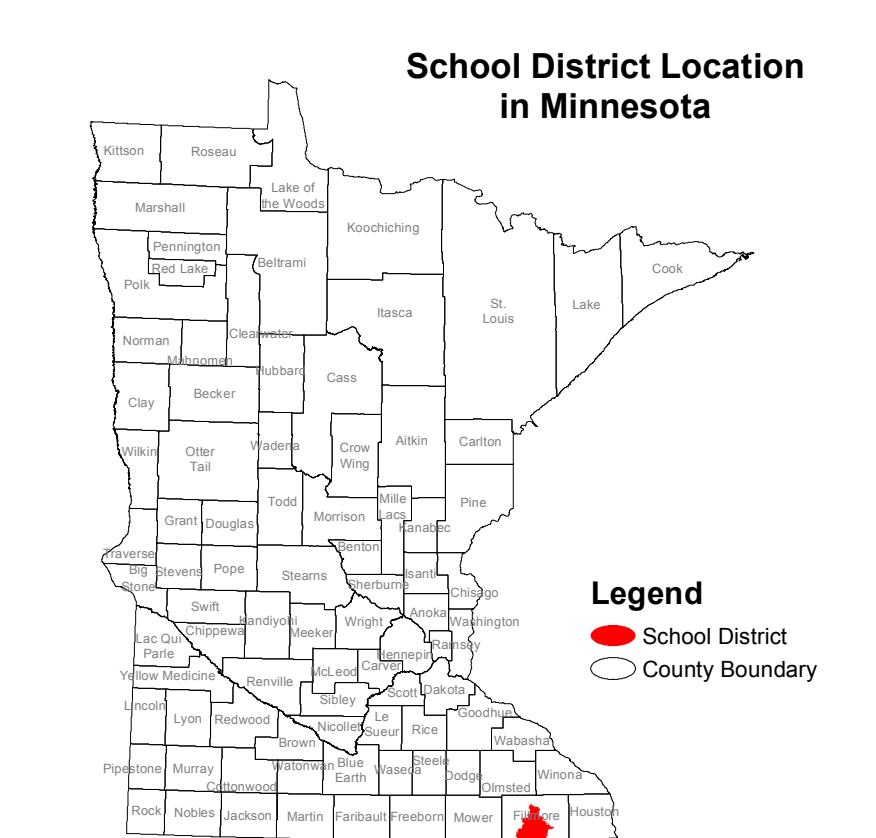 School District Location
in Minnesota
Kittson
Roseau
Lake of
the Woods
Marshall
Koochiching
Pennington
Beltrami
Red Lake
Polk
Cook
St.
Louis
Lake
Itasca
Norman
Clearwater
Mahnomen
Hubbard
Cass
Becker
Clay
Wilkin
Otter
Tail
Wadena
Crow
Wing
Aitkin
Carlton
Todd
Mille
Lacs
Pine
Morrison
Grant
Douglas
Kanabec
Traverse
Benton
Big
Stone
Stevens
Pope
Stearns
Isanti
Sherburne
Chisago
Swift
Kandiyohi
Anoka
Washington
Chippewa
Meeker
Wright
Lac Qui
Parle
Ramsey
Hennepin
Yellow Medicine
Renville
McLeod
Carver
Scott
Dakota
Lincoln
Lyon
Redwood
Sibley
Goodhue
Nicollet
Le
Sueur
Rice
Brown
Wabasha
Pipestone
Murray
Cottonwood
Watonwan
Blue
Earth
Waseca
Steele
Dodge
Olmsted
Winona
Rock
Nobles
Jackson
Martin
Faribault
Freeborn
Mower
Fillmore
Houston
Legend
School District
County Boundary